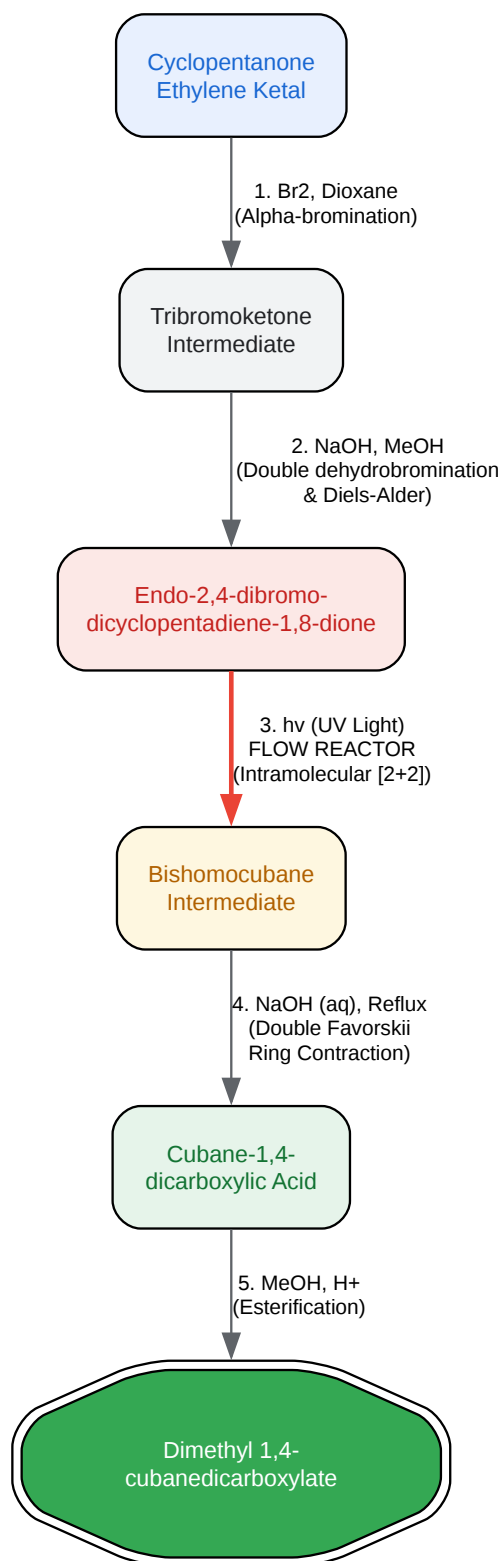 Cyclopentanone
Ethylene Ketal
1. Br2, Dioxane
(Alpha-bromination)
Tribromoketone
Intermediate
2. NaOH, MeOH
(Double dehydrobromination
& Diels-Alder)
Endo-2,4-dibromo-
dicyclopentadiene-1,8-dione
3. hv (UV Light)
FLOW REACTOR
(Intramolecular [2+2])
Bishomocubane
Intermediate
4. NaOH (aq), Reflux
(Double Favorskii
Ring Contraction)
Cubane-1,4-
dicarboxylic Acid
5. MeOH, H+
(Esterification)
Dimethyl 1,4-
cubanedicarboxylate